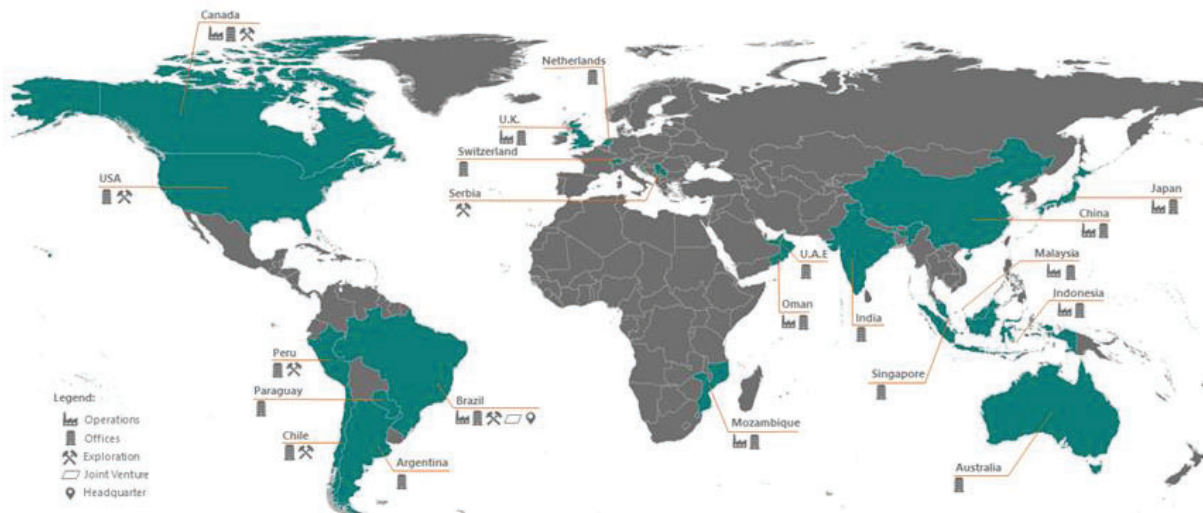 Canada
Netherlands
U.K.
Switzerland
USA
Serbia
Japan
China
U.A.E
Malaysia
Oman
India
Indonesia
Peru
Singapore
Paraguay
Legend:
Brazil
Operations
Mozambique
Offices
Chile
Exploration
Argentina
Australia
Joint Venture
Headquarter